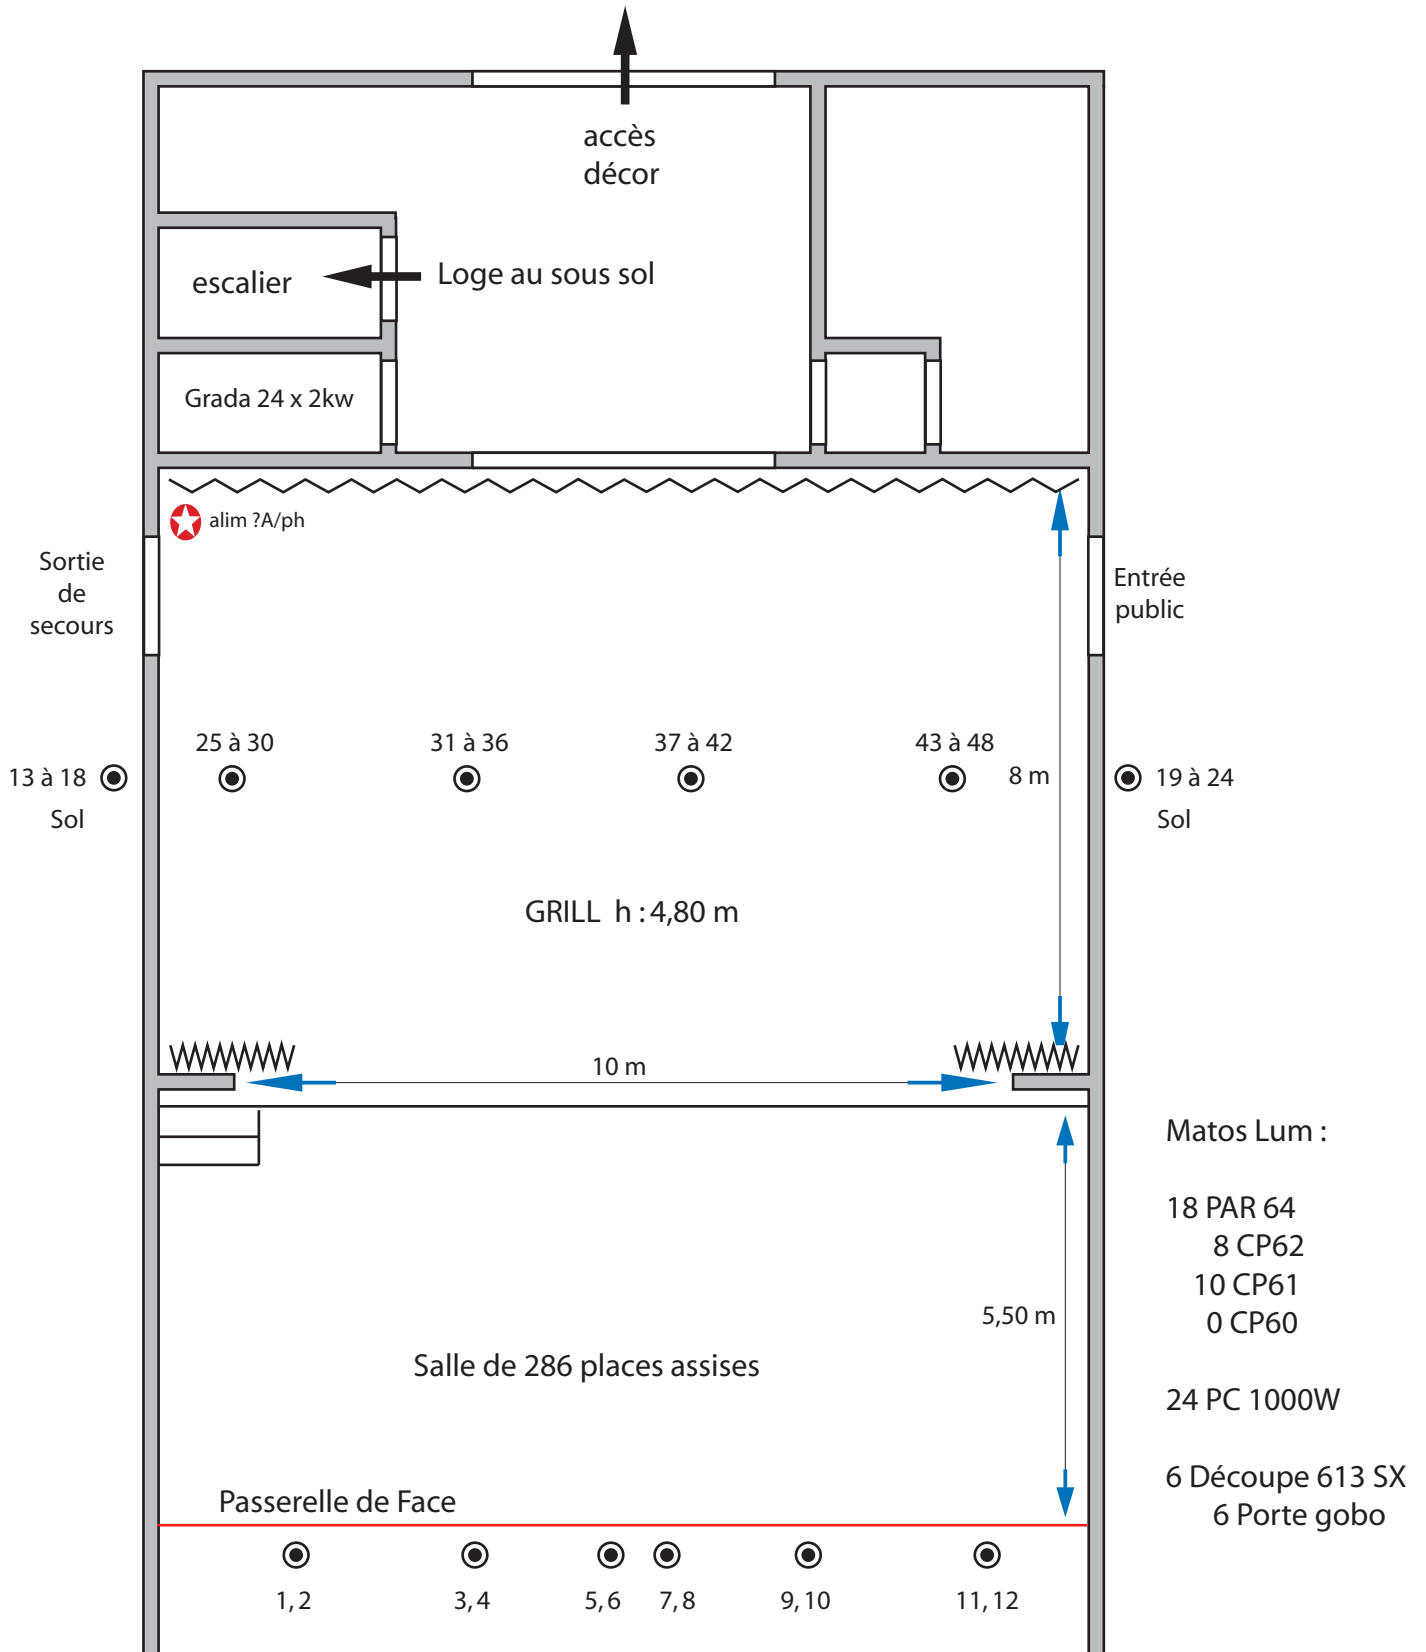 accès
décor
escalier
Loge au sous sol
Grada 24 x 2kw
alim ?A/ph
Sortie
de
secours
Entrée
public
25 à 30
31 à 36
37 à 42
43 à 48
13 à 18
Sol
8 m
19 à 24
Sol
GRILL h : 4,80 m
10 m
Matos Lum :
18 PAR 64
8 CP62
10 CP61
0 CP60
24 PC 1000W
6 Découpe 613 SX
6 Porte gobo
5,50 m
Salle de 286 places assises
Passerelle de Face
1, 2
3, 4
5, 6
7, 8
9, 10
11, 12